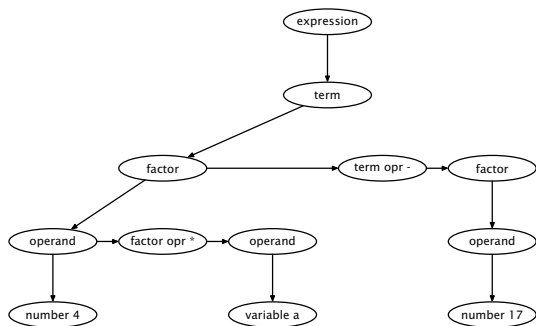 expression
term
factor
term opr -
factor
operand
factor opr *
operand
operand
number 4
variable a
number 17